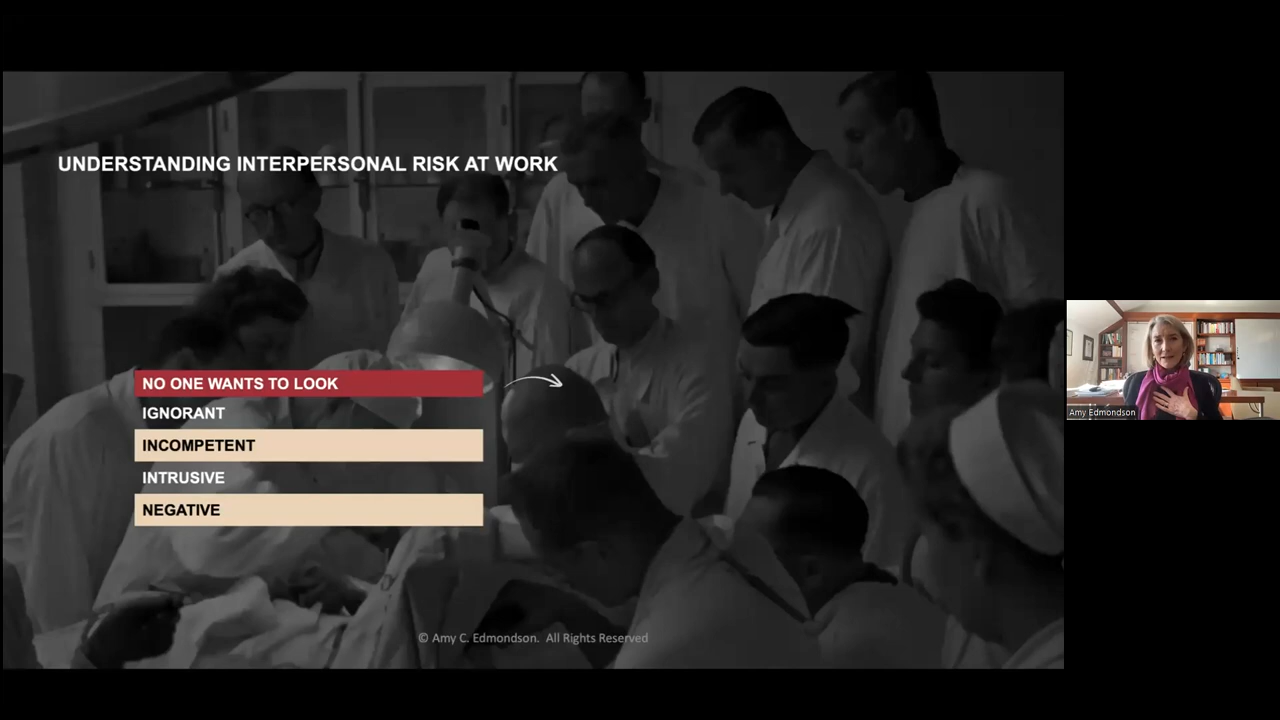 UNDERSTANDING INTERPERSONAL RISK AT WORK
NO ONE WANTS TO LOOK
IGNORANT
INCOMPETENT
INTRUSIVE
NEGATIVE
© Amy C. Edmondson. All Rights Reserved
Amy Edmondson